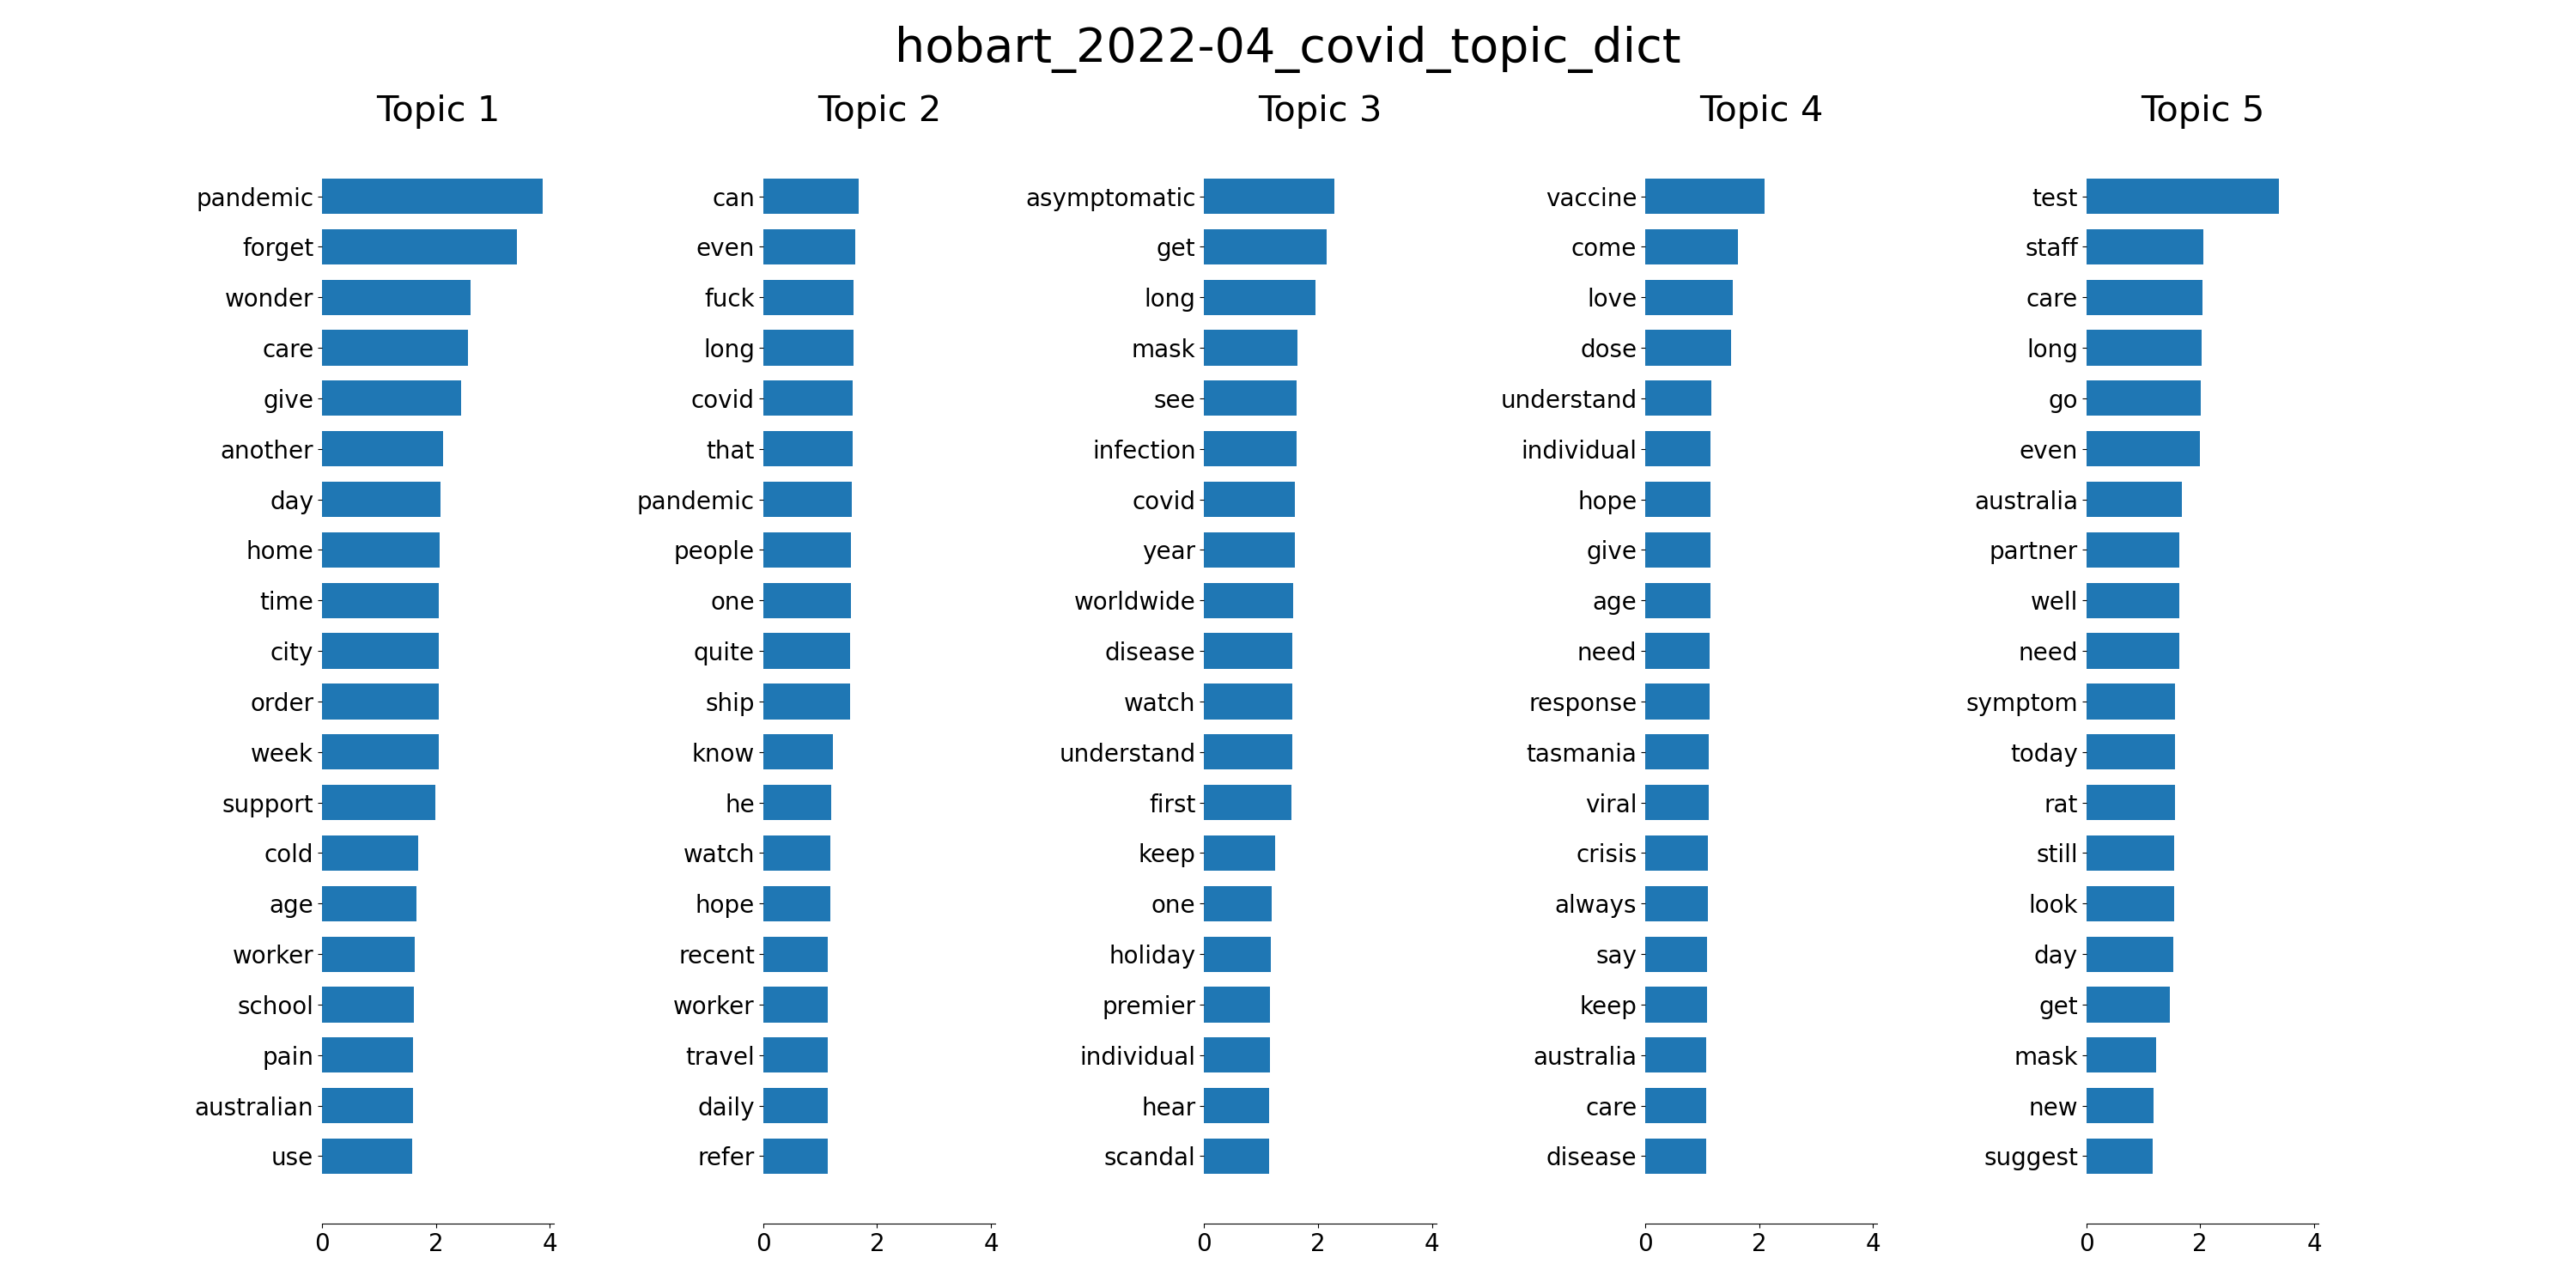 hobart_2022-04_covid_topic_dict
Topic 1
pandemic
forget
wonder
care
give
another
day
home
time
city
order
week
support
cold
age
worker
school
pain
australian
use
0 2 4
Topic 2
can
even
fuck
long
covid
that
pandemic
people
one
quite
ship
know
he
watch
hope
recent
worker
travel
daily
refer
0 2 4
Topic 3
asymptomatic
get
long
mask
see
infection
covid
year
worldwide
disease
watch
understand
first
keep
one
holiday
premier
individual
hear
scandal
0 2 4
Topic 4
vaccine
come
love
dose
understand
individual
hope
give
age
need
response
tasmania
viral
crisis
always
say
keep
australia
care
disease
0 2 4
Topic 5
test
staff
care
long
go
even
australia
partner
well
need
symptom
today
rat
still
look
day
get
mask
new
suggest
0 2 4